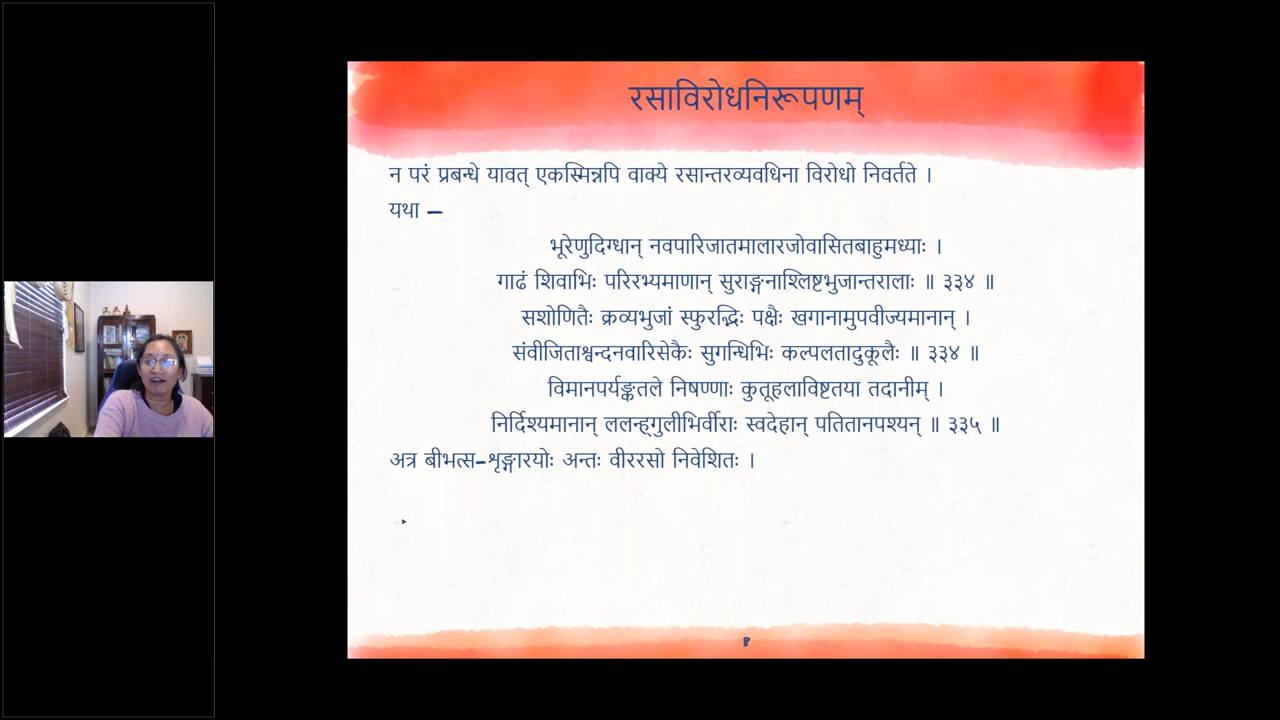 रसाविरोधनिरूपणम्
न परं प्रबन्धे यावत् एकस्मिन्नपि वाक्ये रसान्तरव्यवधिना विरोधो निवर्तते ।
यथा –
भूरेणुदिग्धान् नवपारिजातमालारजोवासितबाहुमध्याः ।
गाढं शिवाभिः परिरभ्यमाणान् सुराङ्गनाश्लिष्टभुजान्तरालाः ॥ ३३४ ॥
सशोणितैः क्रव्यभुजां स्फुरद्भिः पक्षैः खगानामुपवीज्यमानान् ।
संवीजिताश्चन्दनवारिसेकैः सुगन्धिभिः कल्पलतादुकूलैः ॥ ३३४ ॥
विमानपर्यङ्कतले निषण्णाः कुतूहलाविष्टतया तदानीम् ।
निर्दिश्यमानान् ललन्ह्गुलीभिर्वीराः स्वदेहान् पतितानपश्यन् ॥ ३३५ ॥
अत्र बीभत्स-शृङ्गारयोः अन्तः वीररसो निवेशितः ।
४